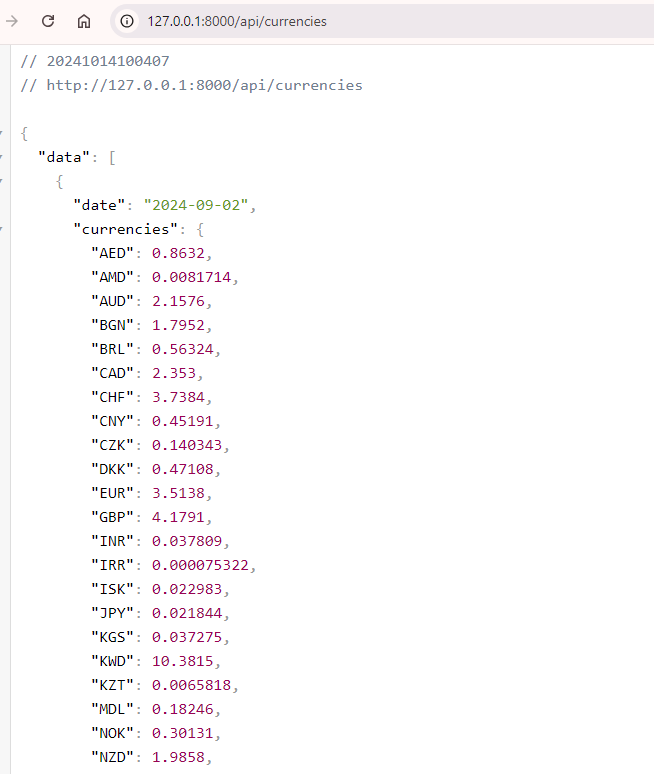 127.0.0.1:8000/api/currencies
// 20241014100407
// http://127.0.0.1:8000/api/currencies
{
"data": [
{
"date": "2024-09-02",
"currencies": {
"AED": 0.8632,
"AMD": 0.0081714,
"AUD": 2.1576,
"BGN": 1.7952,
"BRL": 0.56324,
"CAD": 2.353,
"CHF": 3.7384,
"CNY": 0.45191,
"CZK": 0.140343,
"DKK": 0.47108,
"EUR": 3.5138,
"GBP": 4.1791,
"INR": 0.037809,
"IRR": 0.000075322,
"ISK": 0.022983,
"JPY": 0.021844,
"KGS": 0.037275,
"KWD": 10.3815,
"KZT": 0.0065818,
"MDL": 0.18246,
"NOK": 0.30131,
"NZD": 1.9858,